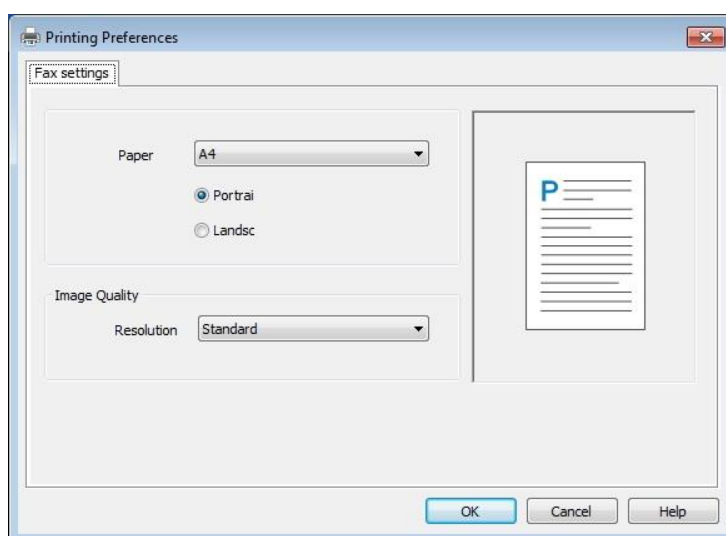 Printing Preferences
Fax settings
Paper A4
Portrai
Landsc
P
Image Quality
Resolution Standard
OK Cancel Help